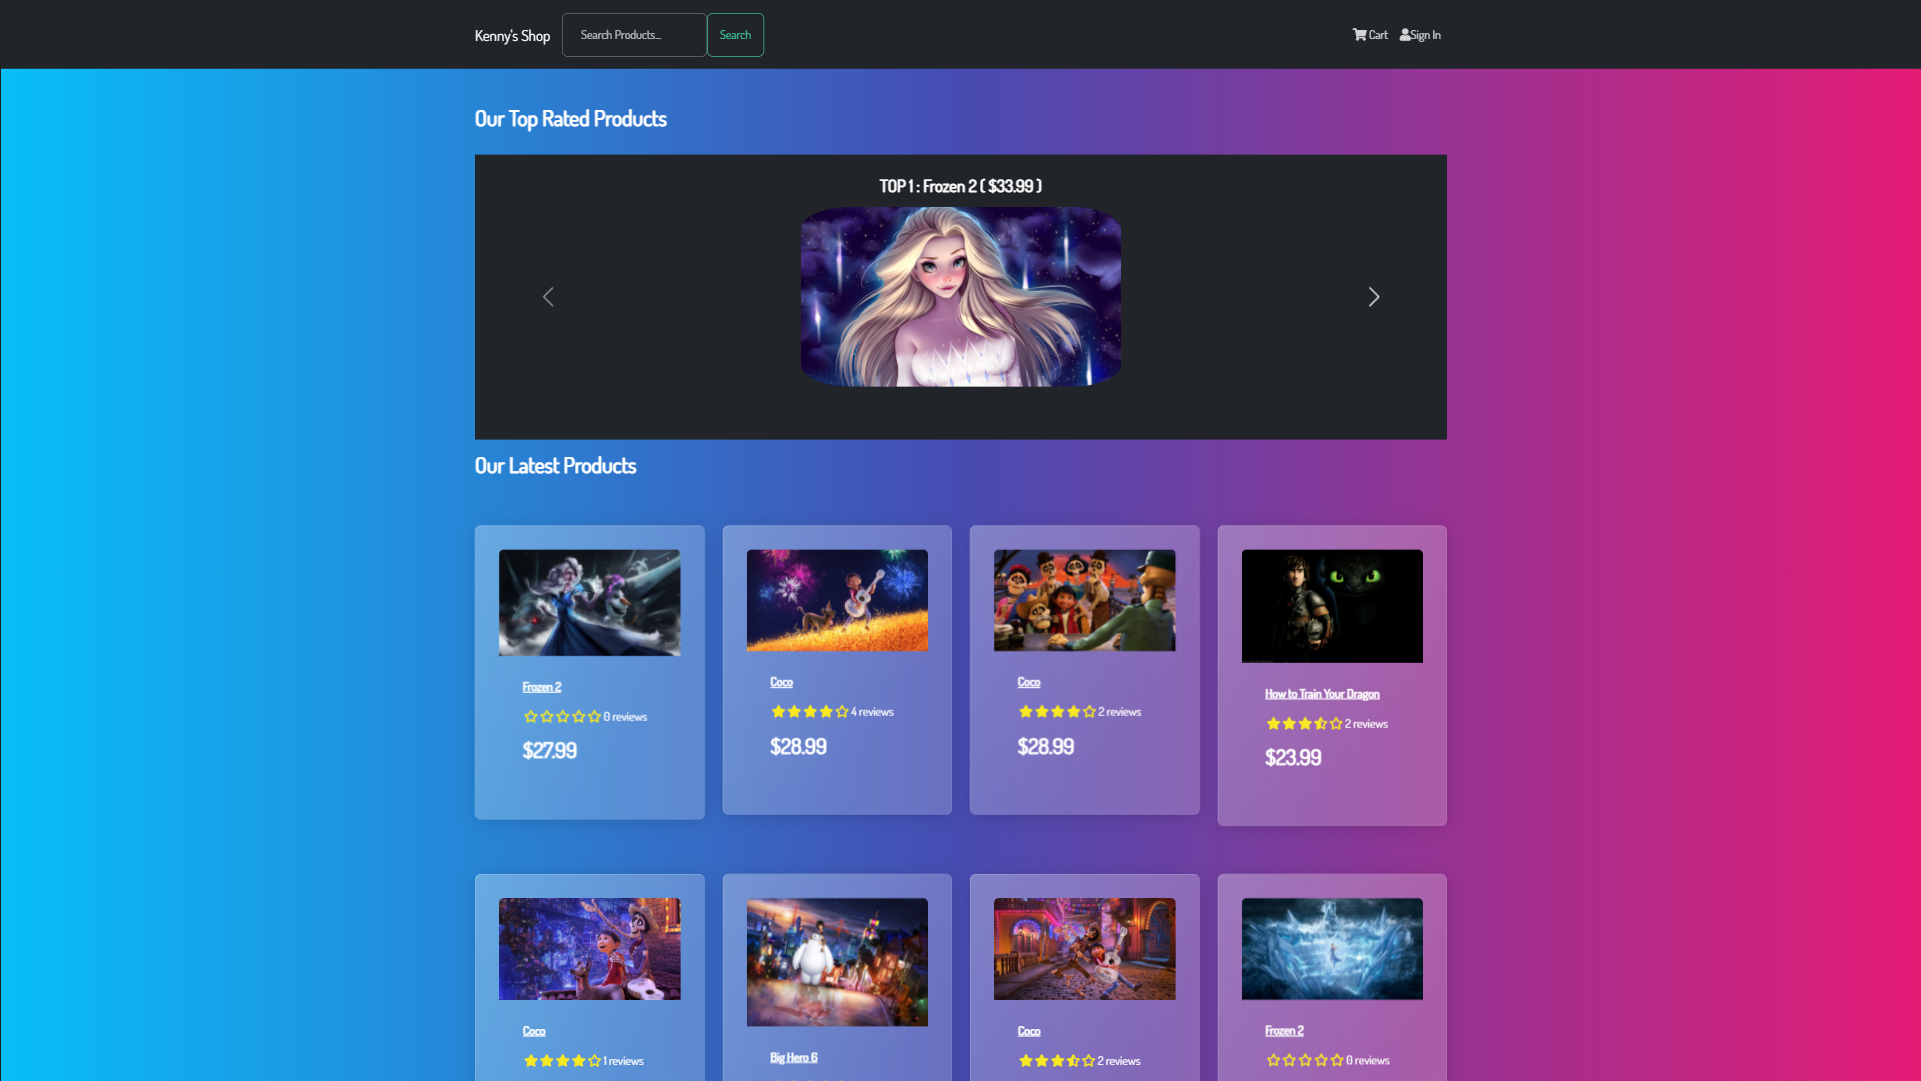 Kenny's Shop
Search Products...
Search
Cart
Sign In
Our Top Rated Products
TOP 1 : Frozen 2 ( $33.99 )
Our Latest Products
Frozen 2
0 reviews
$27.99
Coco
4 reviews
$28.99
Coco
2 reviews
$28.99
How to Train Your Dragon
2 reviews
$23.99
Coco
1 reviews
Big Hero 6
Coco
2 reviews
Frozen 2
0 reviews